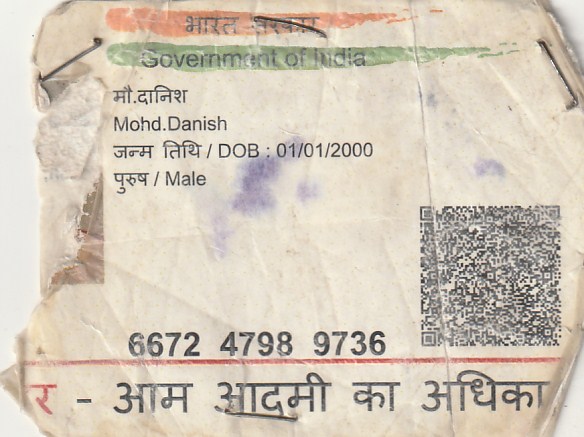 भारत सरकार
Government of India
मौ.दानिश
Mohd.Danish
जन्म तिथि / DOB : 01/01/2000
पुरुष / Male
6672 4798 9736
र - आम आदमी का अधिका